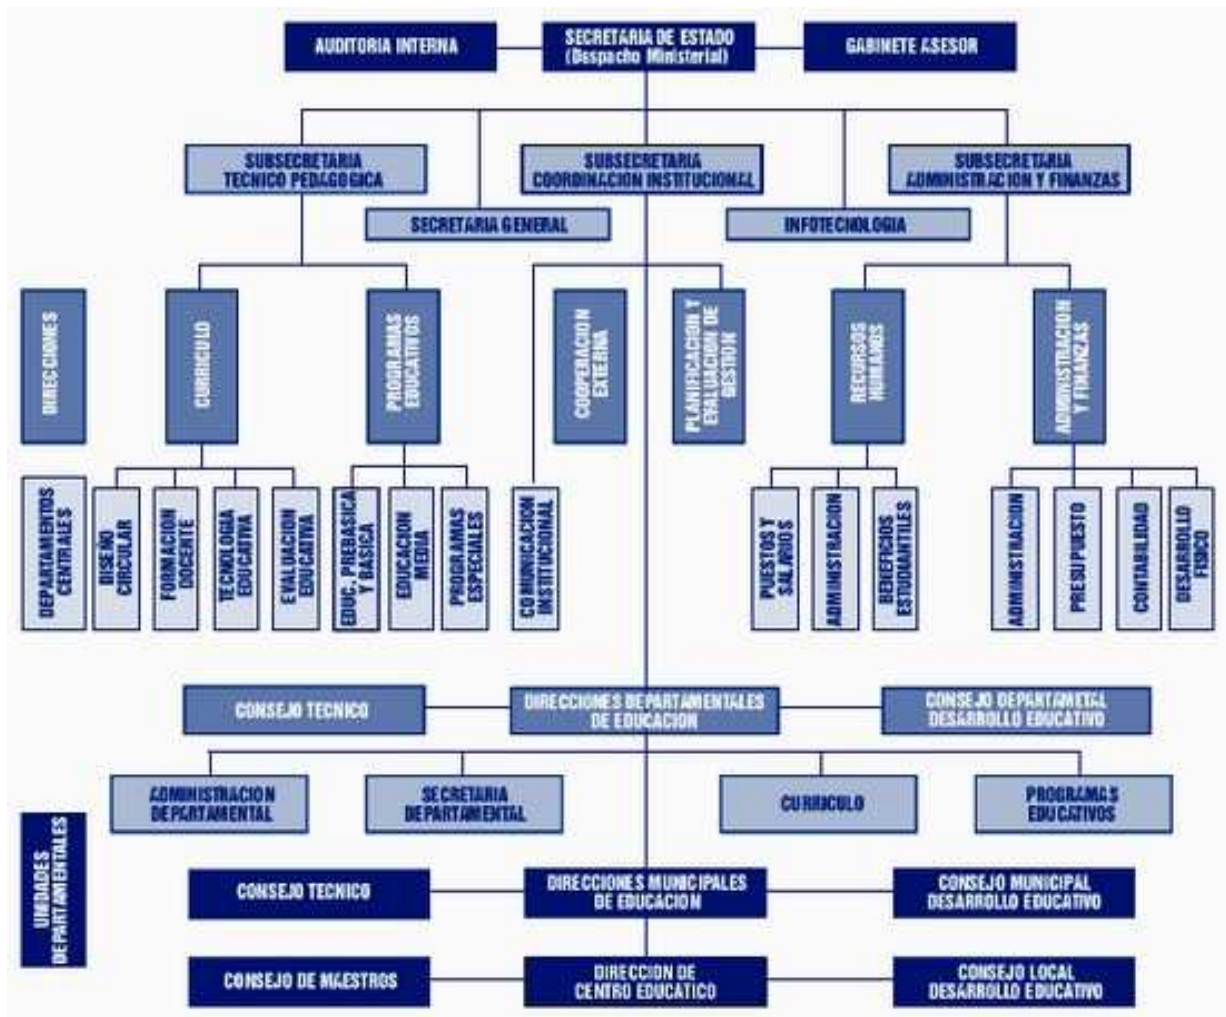 AUDITORIA INTERNA
SECRETARIA DE ESTADO
(Despacho Ministerial)
GABINETE ASESOR
SUBSECRETARIA
TECNICO PEDAGOGICA
SUBSECRETARIA
COORDINACION INSTITUCIONAL
SUBSECRETARIA
ADMINISTRACION Y FINANZAS
SECRETARIA GENERAL
INFOTECNOLOGIA
DIRECCIONES
CURRICULO
PROGRAMAS
EDUCATIVOS
COOPERACION
EXTERNA
PLANIFICACION Y
EVALUACION DE
GESTION
RECURSOS
HUMANOS
ADMINISTRACION
Y FINANZAS
DEPARTAMENTOS
CENTRALES
DISEÑO
CIRCULAR
FORMACION
DOCENTE
TECNOLOGIA
EDUCATIVA
EVALUACION
EDUCATIVA
EDUC. PREBASICA
Y BASICA
EDUCACION
MEDIA
PROGRAMAS
ESPECIALES
COMUNICACION
INSTITUCIONAL
PUESTOS Y
SALARIOS
ADMINISTRACION
BENEFICIOS
ESTUDIANTILES
ADMINISTRACION
PRESUPUESTO
CONTABILIDAD
DESARROLLO
FISICO
CONSEJO TECNICO
DIRECCIONES DEPARTAMENTALES
DE EDUCACION
CONSEJO DEPARTAMETAL
DESARROLLO EDUCATIVO
ADMINISTRACION
DEPARTAMENTAL
SECRETARIA
DEPARTAMENTAL
CURRICULO
PROGRAMAS
EDUCATIVOS
UNIDADES
DEPARTAMENTALES
CONSEJO TECNICO
DIRECCIONES MUNICIPALES
DE EDUCACION
CONSEJO MUNICIPAL
DESARROLLO EDUCATIVO
CONSEJO DE MAESTROS
DIRECCION DE
CENTRO EDUCATICO
CONSEJO LOCAL
DESARROLLO EDUCATIVO